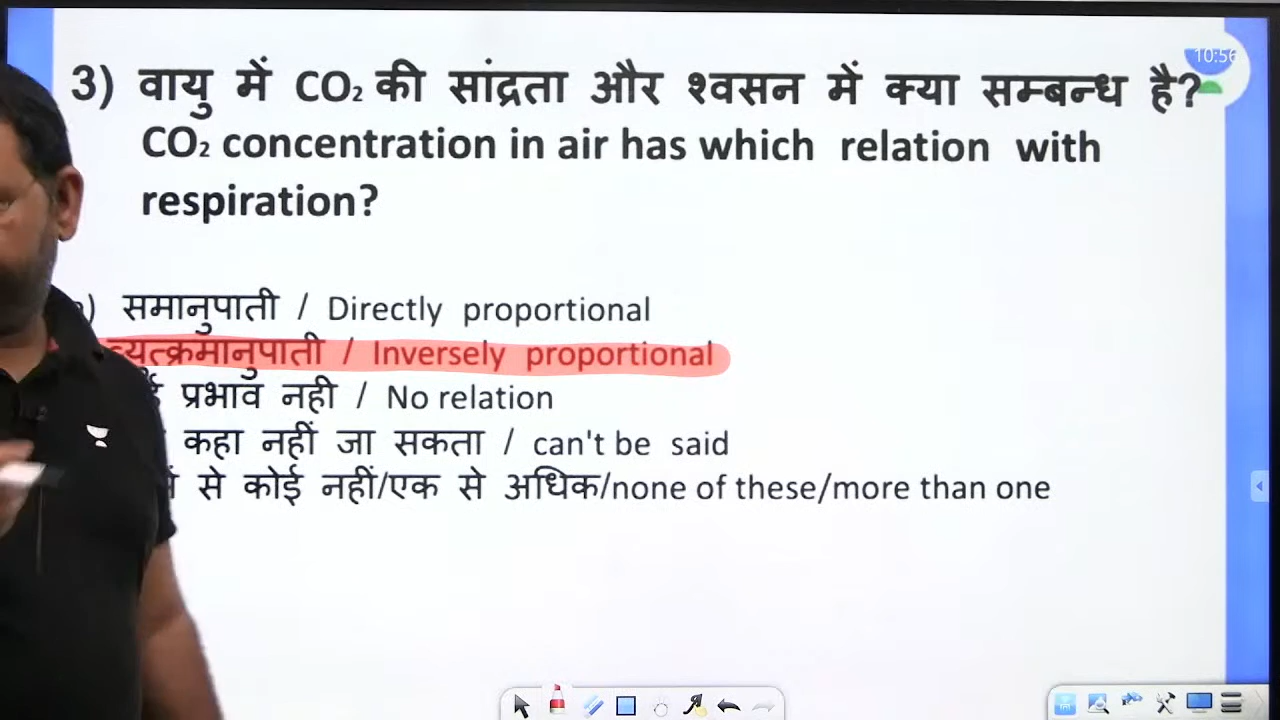 10:56
3) वायु में CO₂ की सांद्रता और श्वसन में क्या सम्बन्ध है?
CO₂ concentration in air has which relation with
respiration?
) समानुपाती / Directly proportional
व्युत्क्रमानुपाती / Inversely proportional
प्रभाव नही / No relation
कहा नहीं जा सकता / can't be said
से कोई नहीं/एक से अधिक/none of these/more than one